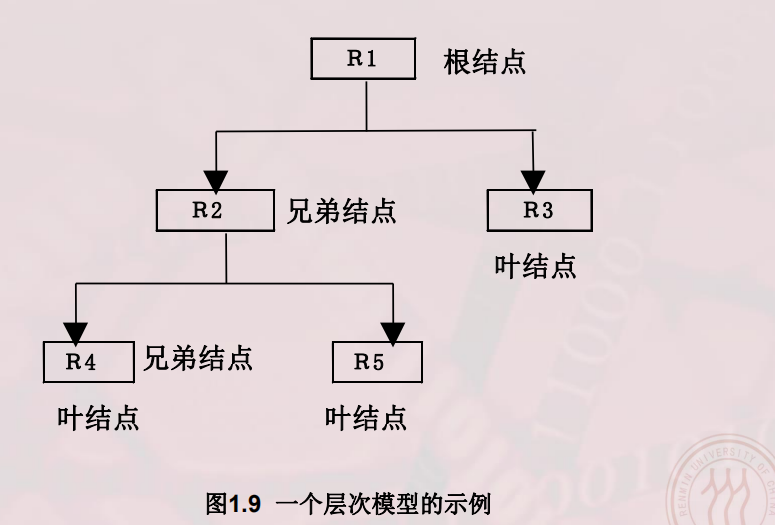 R1 根结点
R2 兄弟结点 R3
叶结点
R4 兄弟结点 R5
叶结点 叶结点
图1.9 一个层次模型的示例